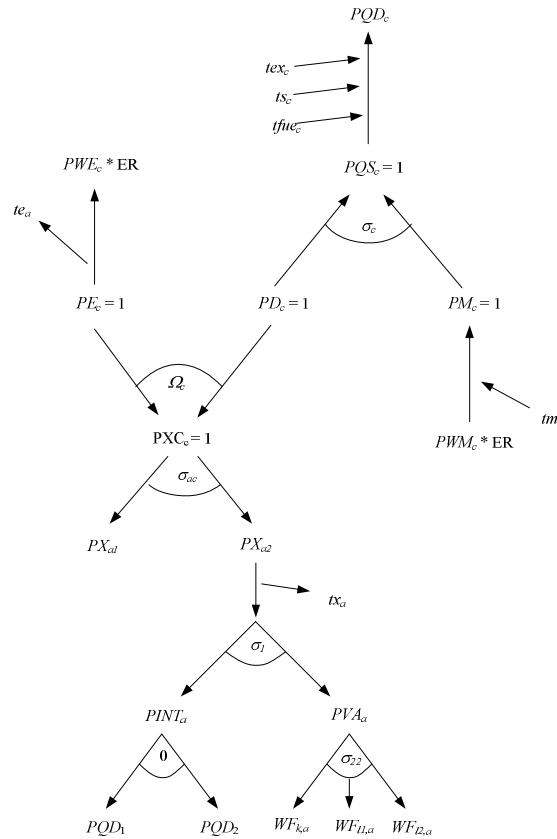 PQD_c
tex_c
ts_c
tfue_c
PWE_c * ER
PQS_c = 1
te_a
σ_c
PE_c = 1 PD_c = 1 PM_c = 1
Ω_c
tm
PXC_c = 1 PWM_c * ER
σ_ac
PX_a1 PX_a2
tx_a
σ_1
PINT_a PVA_a
0 σ_22
PQD_1 PQD_2 WF_k,a WF_l1,a WF_l2,a